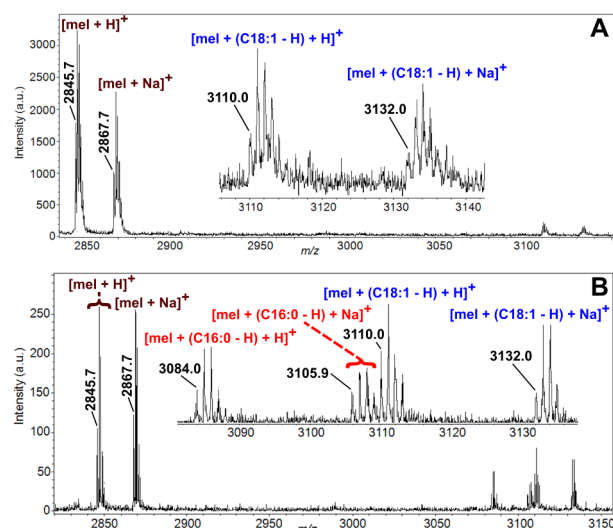 A
[mel + H]+
[mel + (C18:1 - H) + H]+
[mel + (C18:1 - H) + Na]+
[mel + Na]+
2845.7
2867.7
3110.0
3132.0
Intensity (a.u.)
3000
2500
2000
1500
1000
500
0
3110 3120 3130 3140
2850 2900 2950 3000 3050 3100
m/z
B
[mel + H]+
[mel + Na]+
[mel + (C18:1 - H) + H]+
[mel + (C16:0 - H) + Na]+
[mel + (C18:1 - H) + Na]+
[mel + (C16:0 - H) + H]+
2845.7
2867.7
3084.0
3105.9
3110.0
3132.0
Intensity (a.u.)
250
200
150
100
50
0
3090 3100 3110 3120 3130
2850 2900 2950 3000 3050 3100 3150
m/z